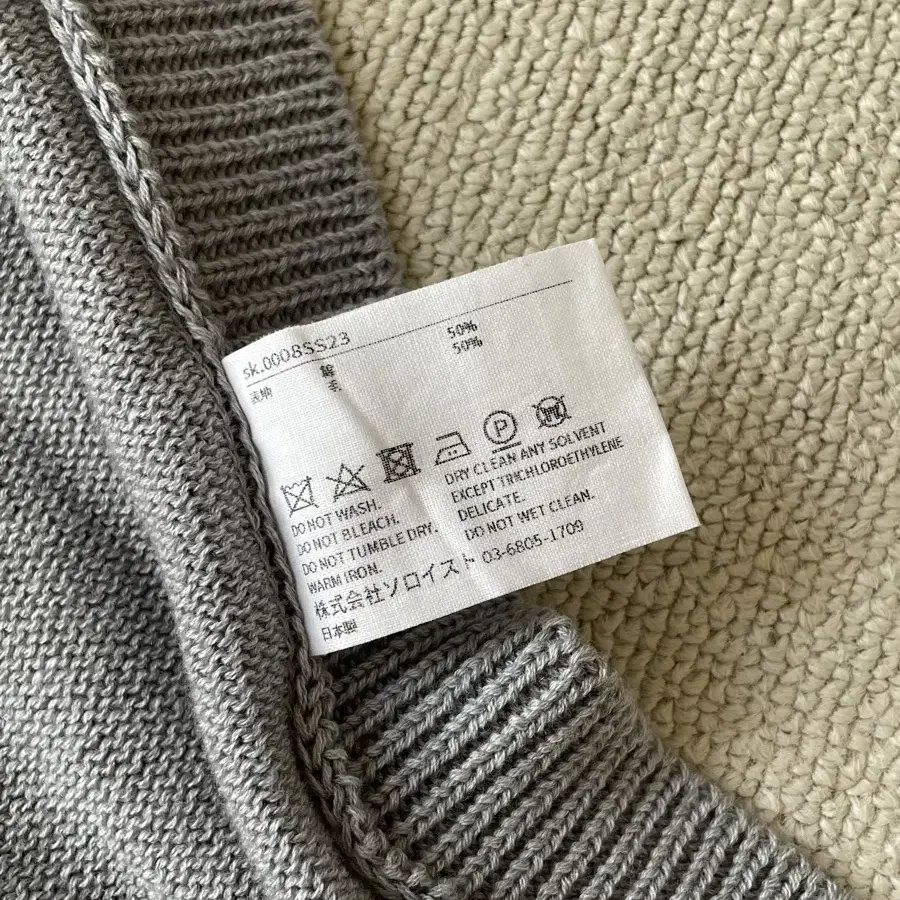 sk.0008SS23
綿 50%
毛 50%
DO NOT WASH.
DO NOT BLEACH.
DO NOT TUMBLE DRY.
WARM IRON.
DRY CLEAN ANY SOLVENT
EXCEPT TRICHLOROETHYLENE
DELICATE.
DO NOT WET CLEAN.
株式会社ソロイスト 03-6805-1709
日本製